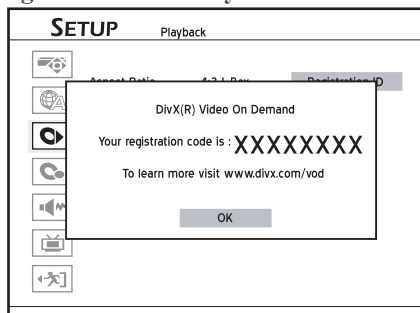 SETUP Playback
DivX(R) Video On Demand
Your registration code is : XXXXXXXX
To learn more visit www.divx.com/vod
OK